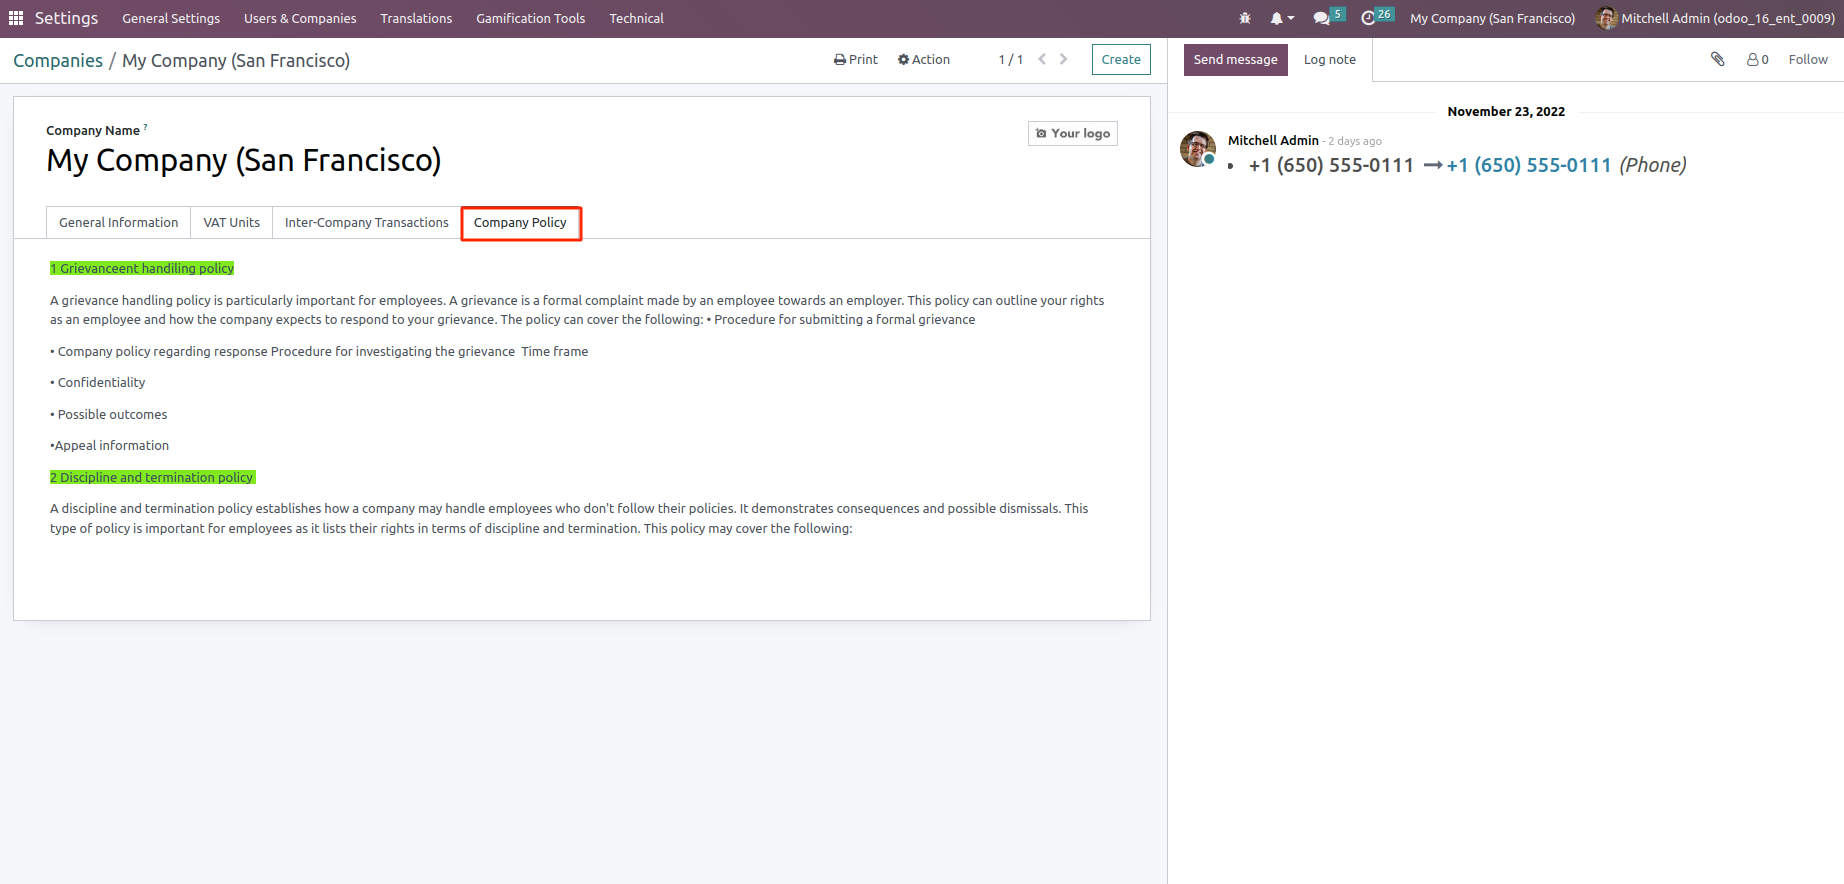 Settings General Settings Users & Companies Translations Gamification Tools Technical 5 26 My Company (San Francisco) Mitchell Admin (odoo_16_ent_0009)
Companies / My Company (San Francisco) Print Action 1 / 1 Create
Send message Log note 0 Follow
Company Name ?
My Company (San Francisco)
Your logo
General Information VAT Units Inter-Company Transactions Company Policy
1 Grievanceent handiling policy
A grievance handling policy is particularly important for employees. A grievance is a formal complaint made by an employee towards an employer. This policy can outline your rights
as an employee and how the company expects to respond to your grievance. The policy can cover the following: • Procedure for submitting a formal grievance
• Company policy regarding response Procedure for investigating the grievance  Time frame
• Confidentiality
• Possible outcomes
•Appeal information
2 Discipline and termination policy
A discipline and termination policy establishes how a company may handle employees who don't follow their policies. It demonstrates consequences and possible dismissals. This
type of policy is important for employees as it lists their rights in terms of discipline and termination. This policy may cover the following:
November 23, 2022
Mitchell Admin - 2 days ago
• +1 (650) 555-0111 → +1 (650) 555-0111 (Phone)